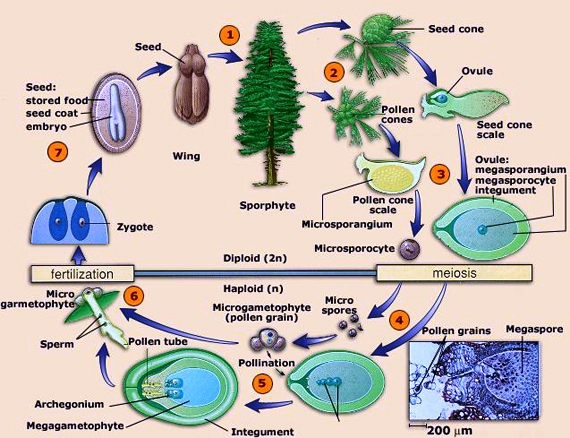 Seed
1
Seed cone
2
Ovule
Seed:
stored food
seed coat
embryo
Pollen
cones
Seed cone
scale
7
Wing
3
Ovule:
megasporangium
megasporocyte
integument
Sporphyte
Pollen cone
scale
Microsporangium
Zygote
Microsporocyte
Diploid (2n)
fertilization
meiosis
Haploid (n)
Micro
garmetophyte
6
Microgametophyte
(pollen grain)
Micro
spores
4
Sperm
Pollen grains
Megaspore
Pollen tube
Pollination
5
Archegonium
Megagametophyte
Integument
200 µm